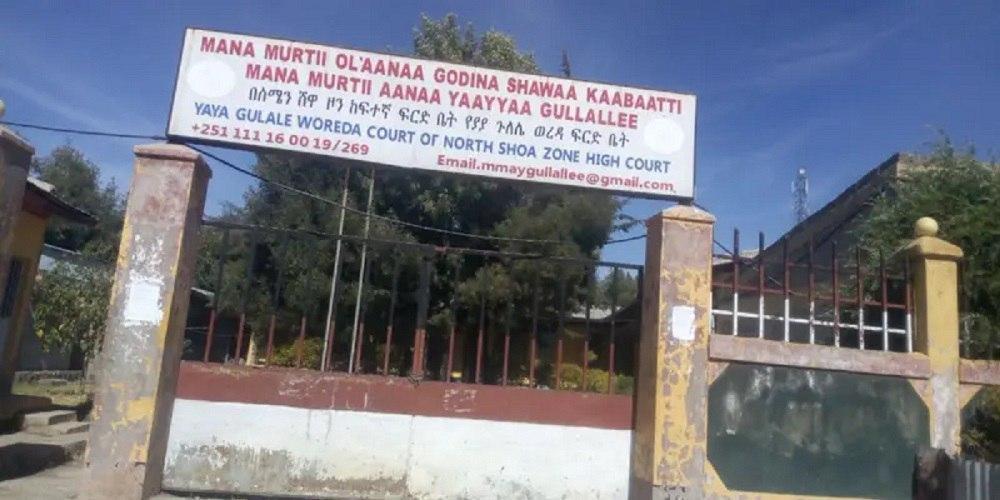 MANA MURTII OL'AANAA GODINA SHAWAA KAABAATTI
MANA MURTII AANAA YAAYYAA GULLALLEE
በሰሜን ሸዋ ዞን ከፍተኛ ፍርድ ቤት የያያ ጉለሌ ወረዳ ፍርድ ቤት
YAYA GULALE WOREDA COURT OF NORTH SHOA ZONE HIGH COURT
+251 111 16 00 19/269
Email.mmaygullallee@gmail.com